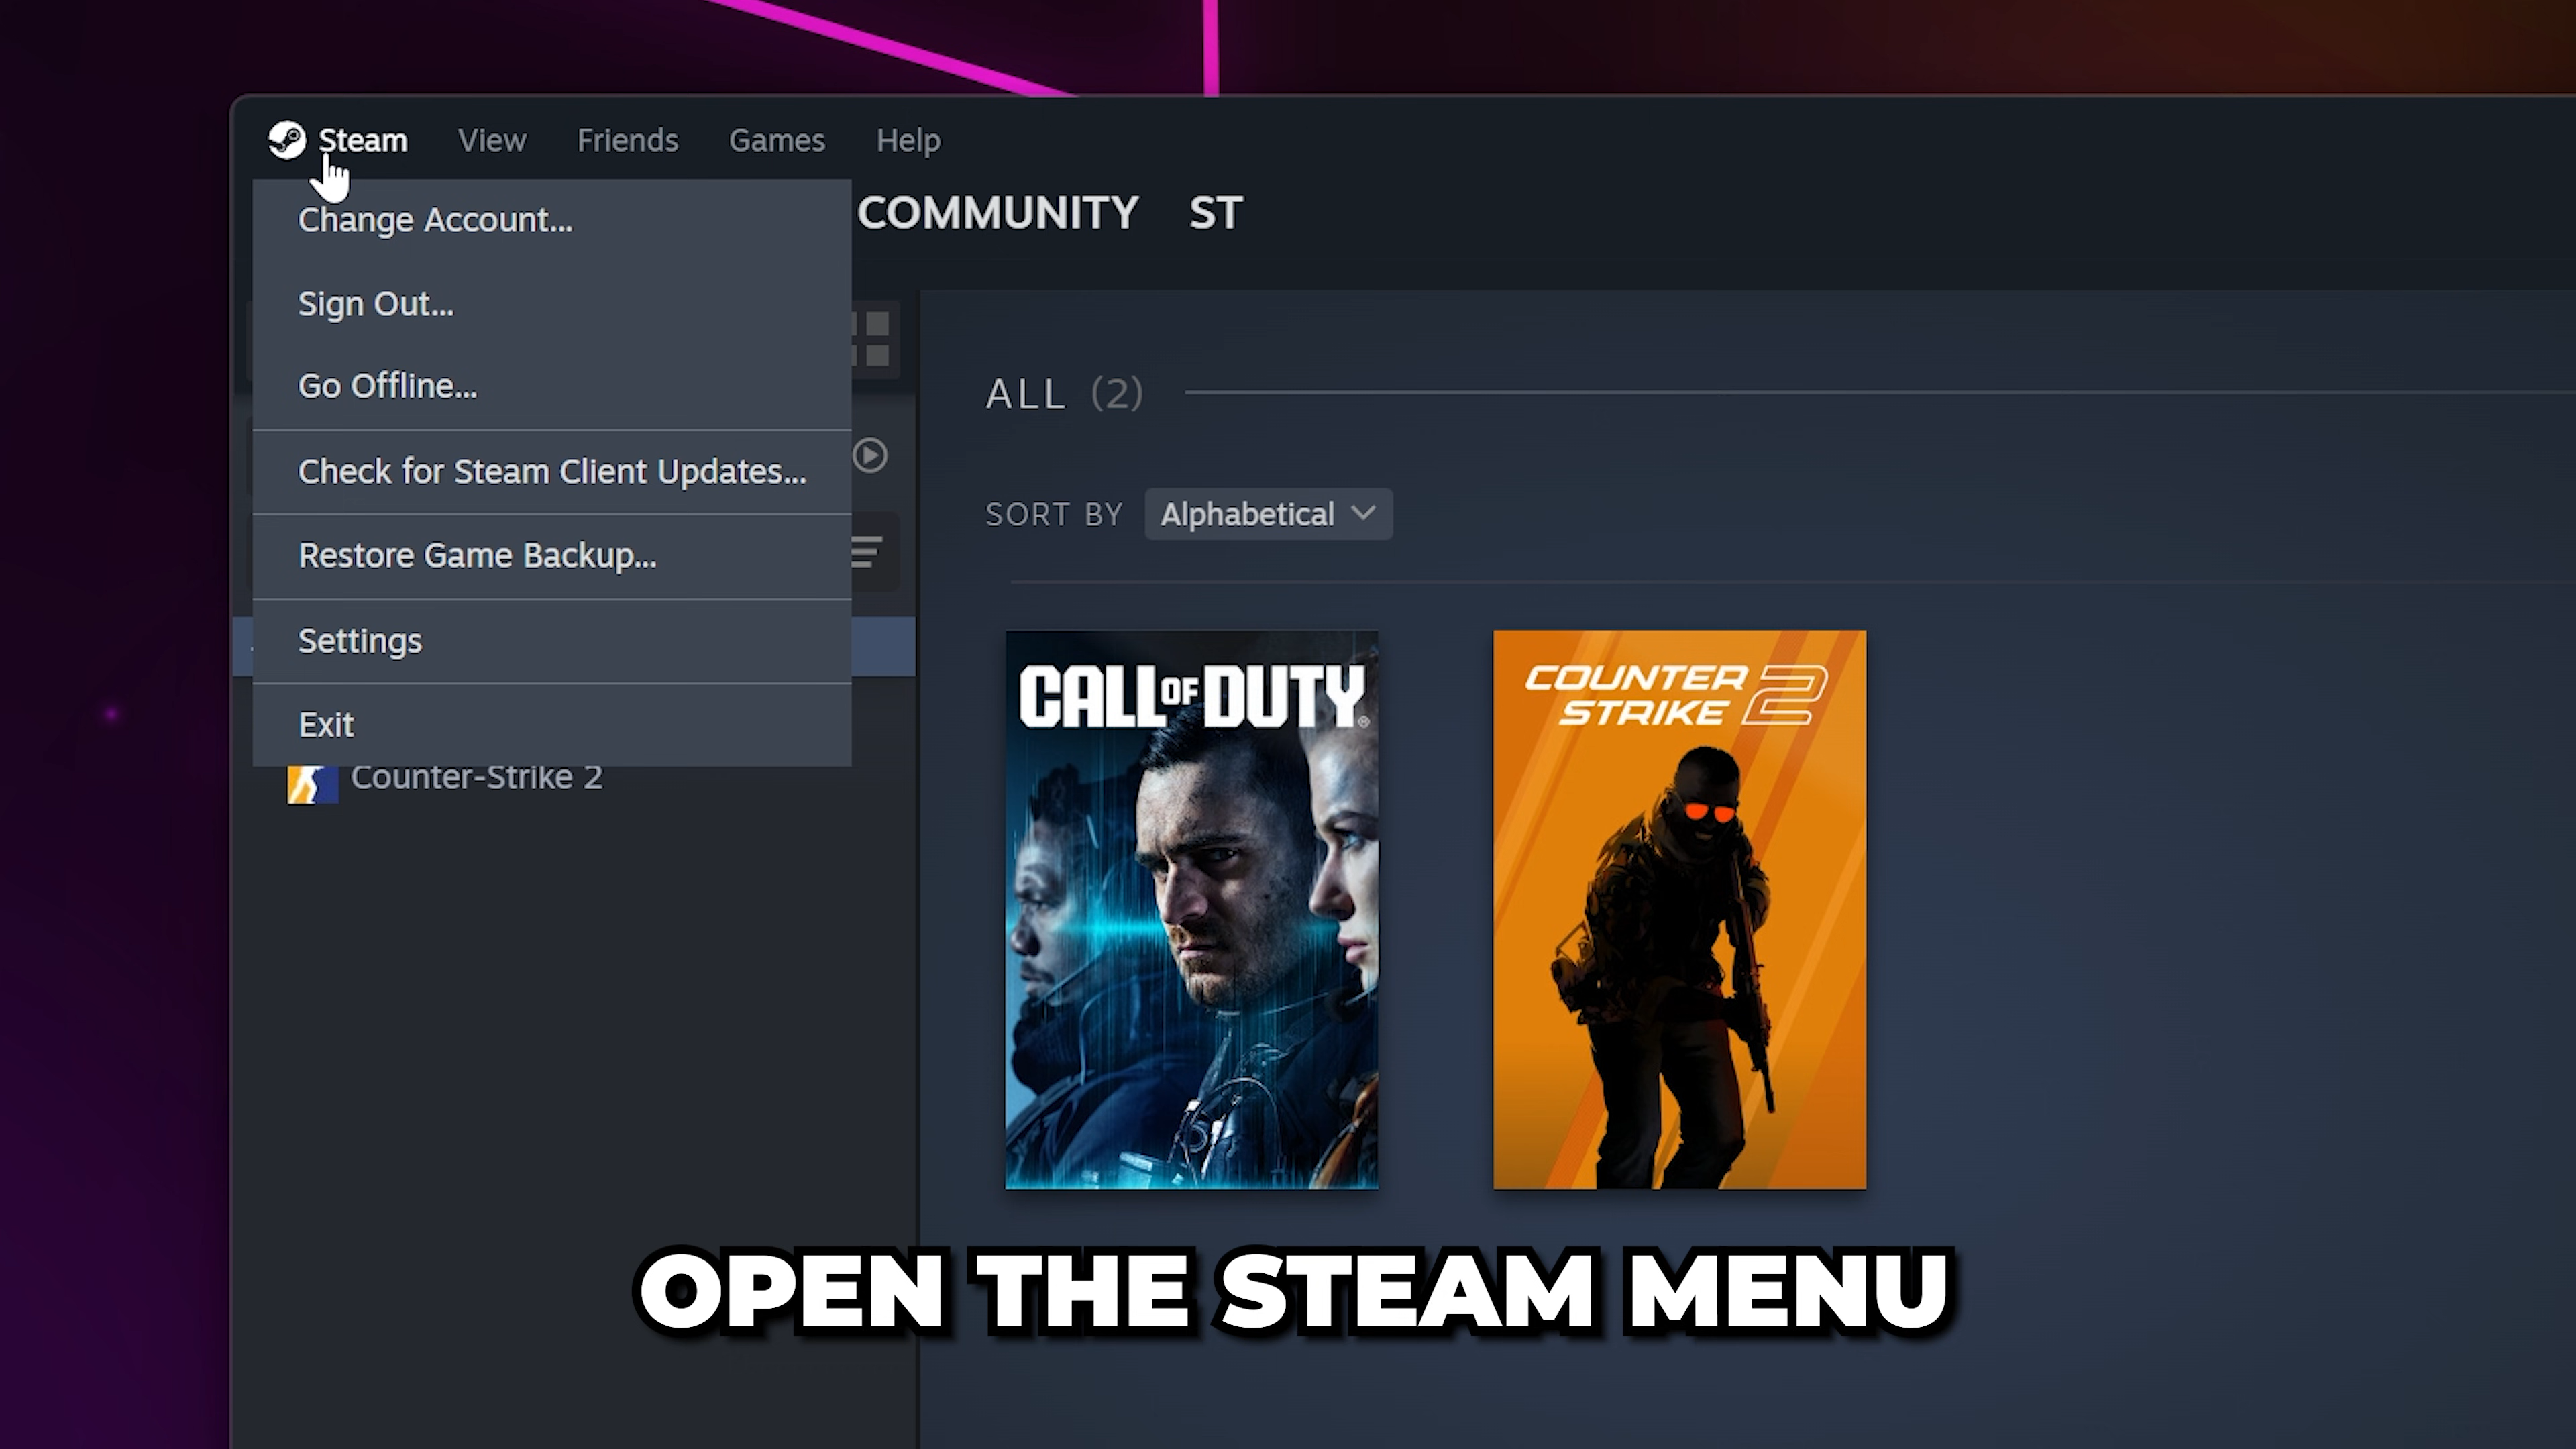 Steam View Friends Games Help
Change Account...
Sign Out...
Go Offline...
Check for Steam Client Updates...
Restore Game Backup...
Settings
Exit
Counter-Strike 2
COMMUNITY ST
ALL (2)
SORT BY Alphabetical
CALL OF DUTY®
COUNTER
STRIKE 2
OPEN THE STEAM MENU